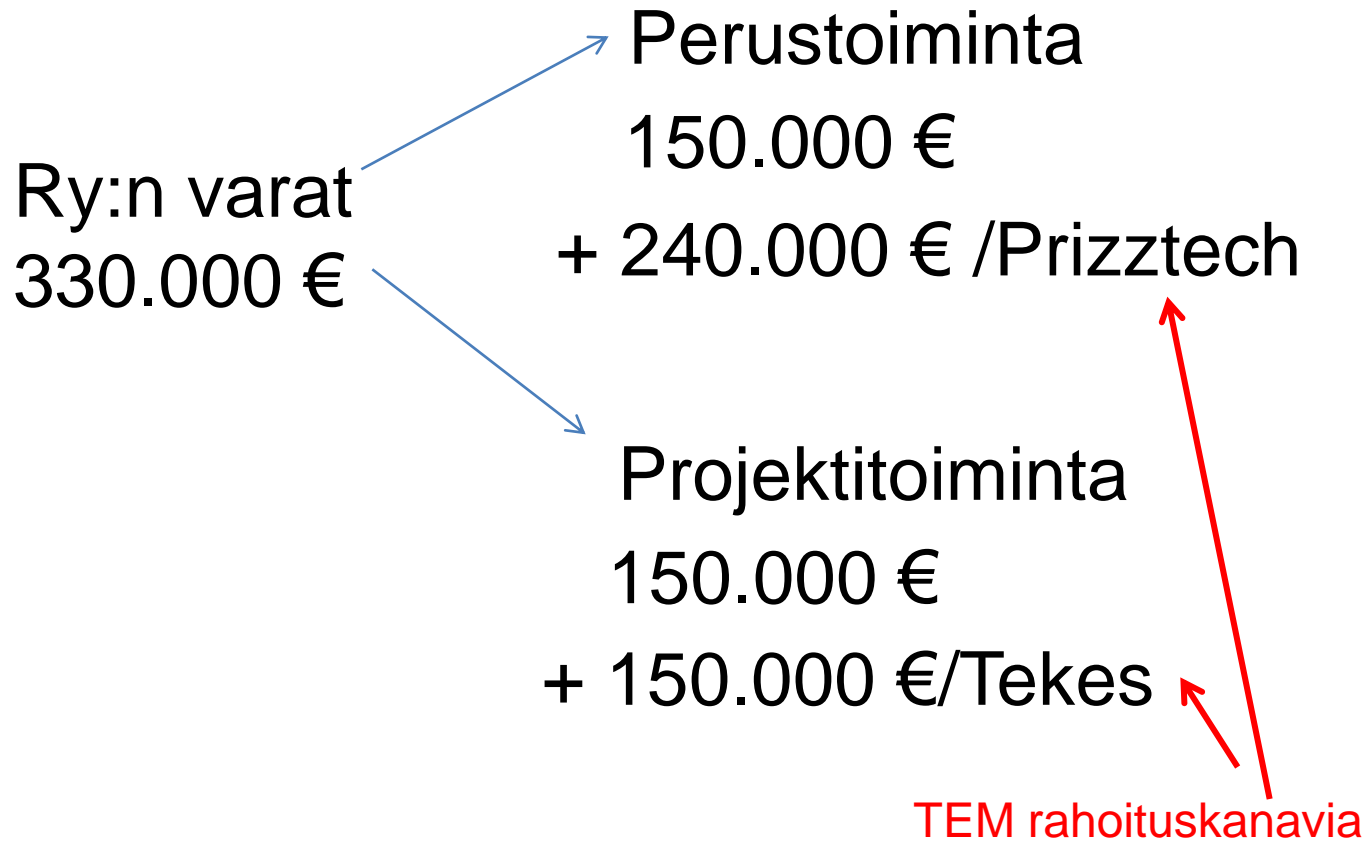 Ry:n varat
330.000 €
Perustoiminta
150.000 €
+ 240.000 € /Prizztech
Projektitoiminta
150.000 €
+ 150.000 €/Tekes
TEM rahoituskanavia